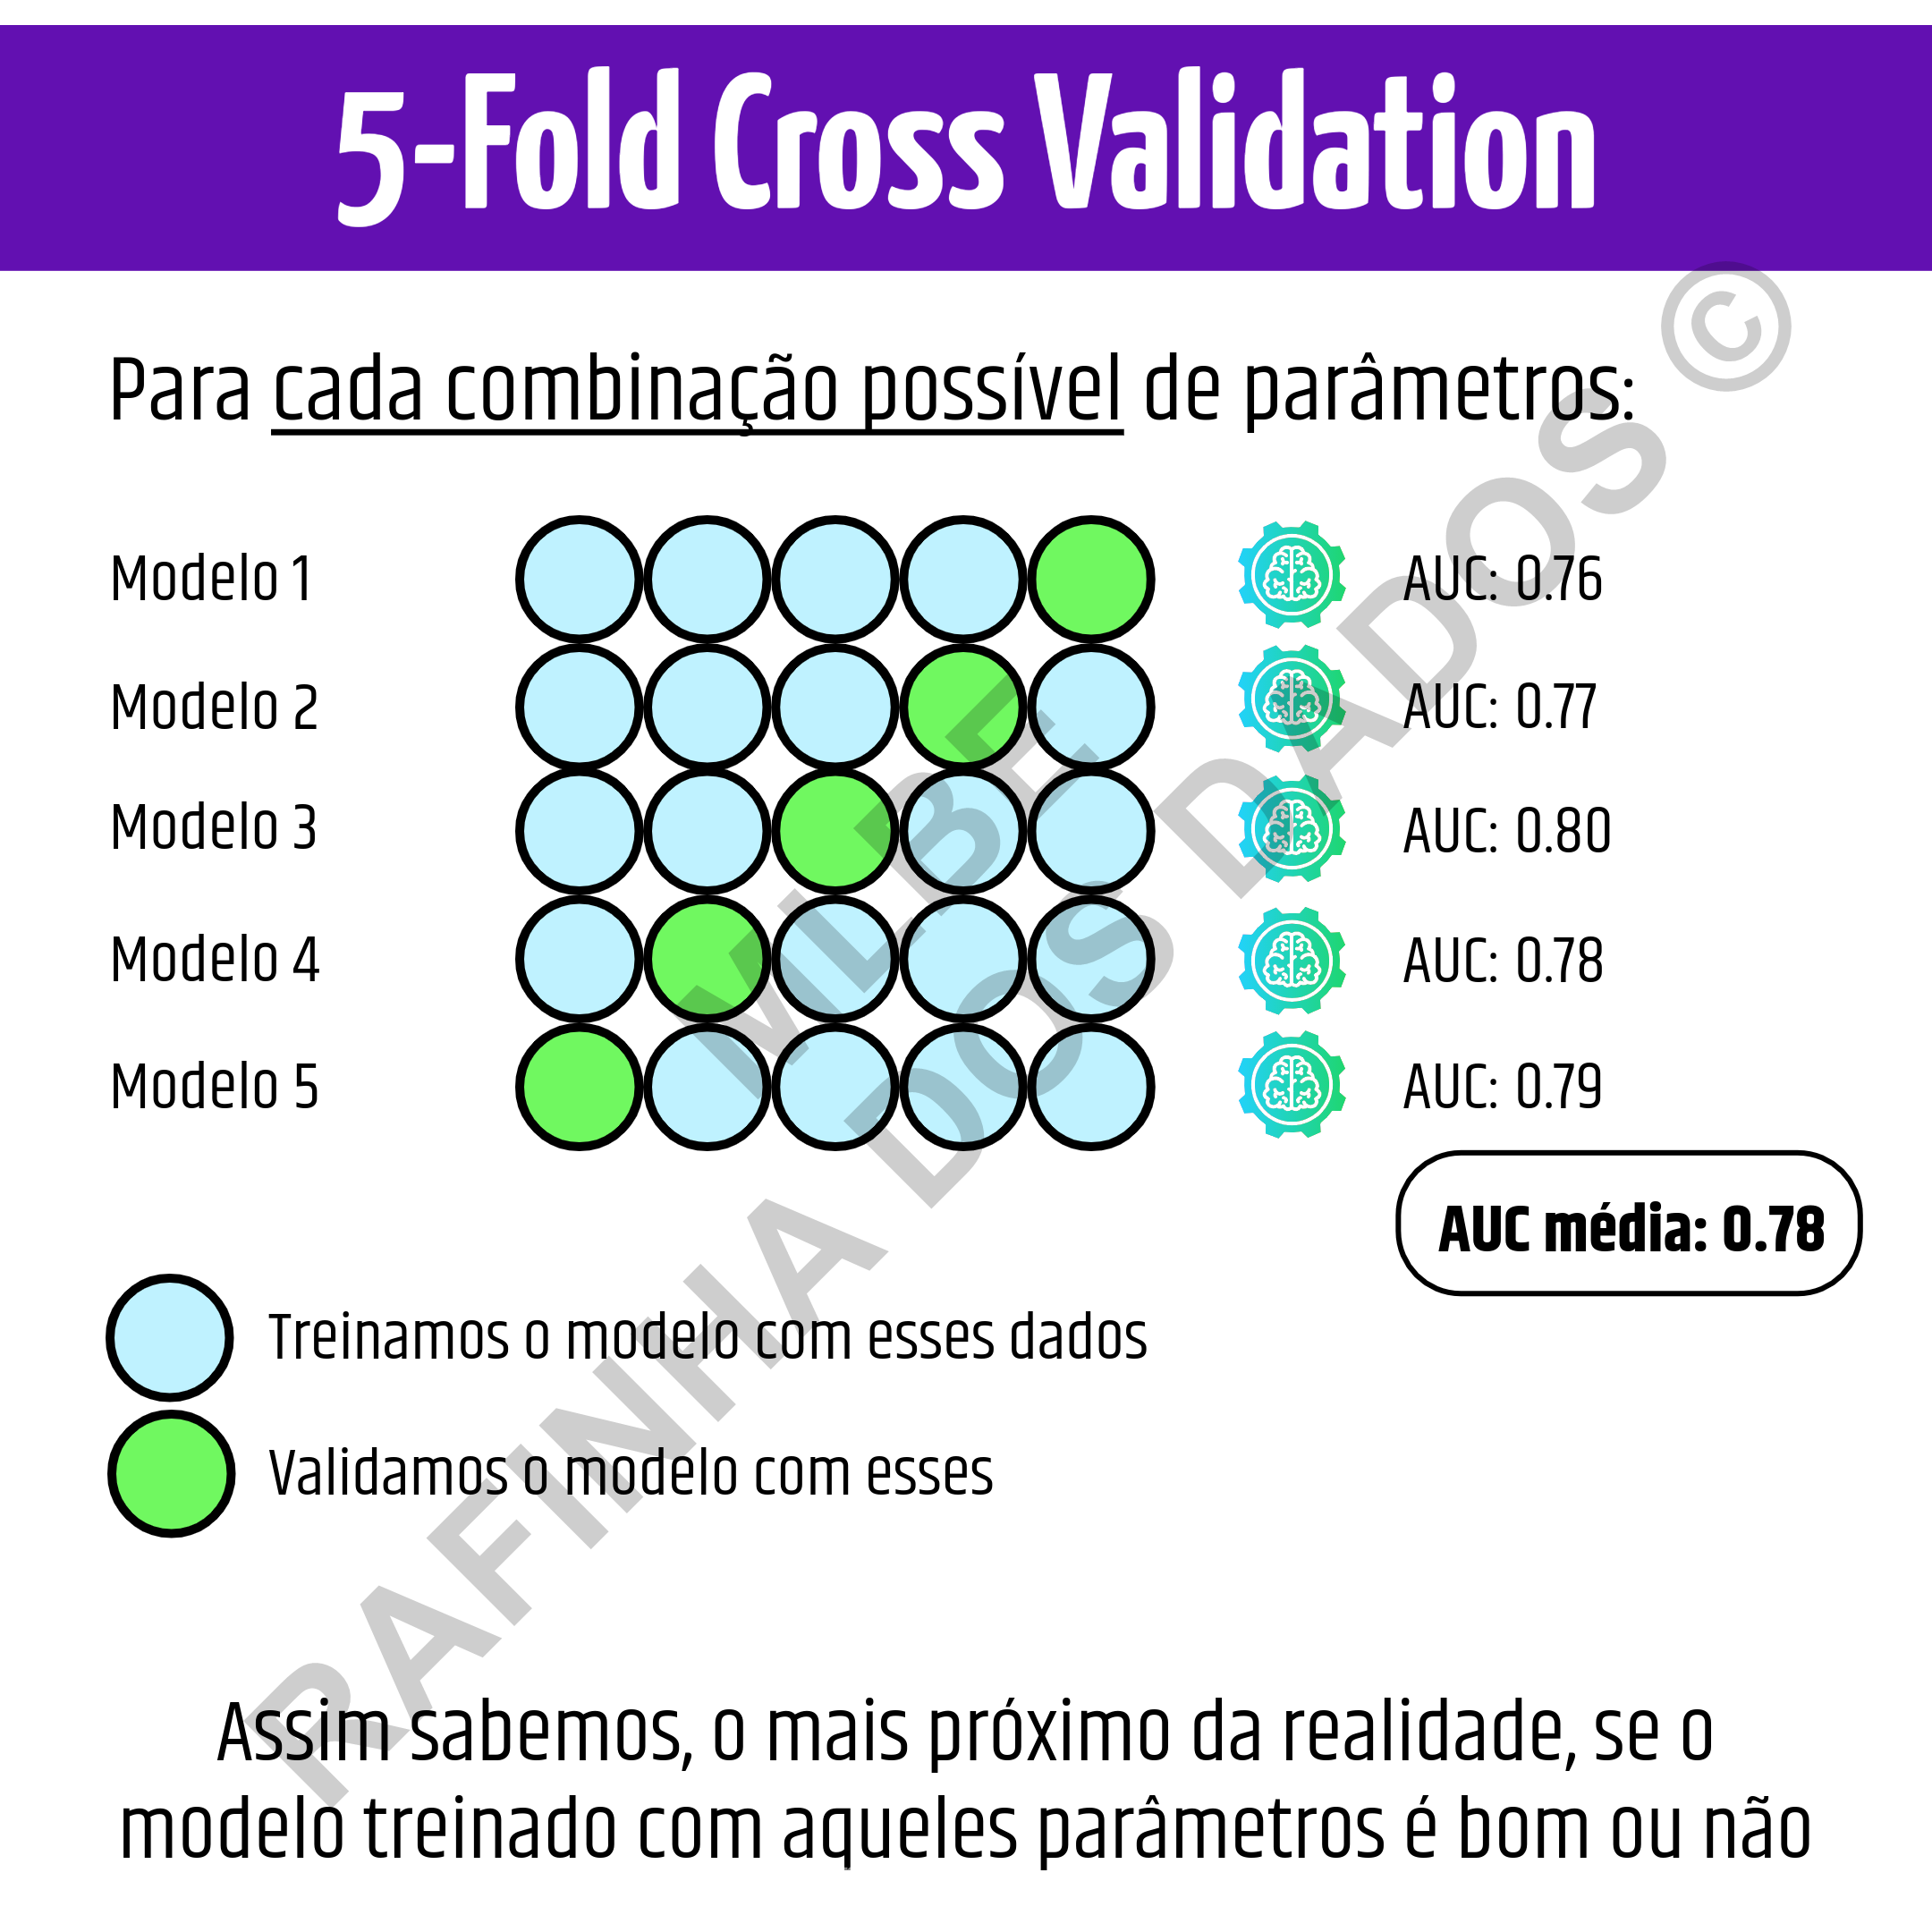 5-Fold Cross Validation
Para cada combinação possível de parâmetros:
Modelo 1
AUC: 0.76
Modelo 2
AUC: 0.77
Modelo 3
AUC: 0.80
Modelo 4
AUC: 0.78
Modelo 5
AUC: 0.79
AUC média: 0.78
Treinamos o modelo com esses dados
Validamos o modelo com esses
Assim sabemos, o mais próximo da realidade, se o
modelo treinado com aqueles parâmetros é bom ou não
MLBF
RAFINHA DOS DADOS ©